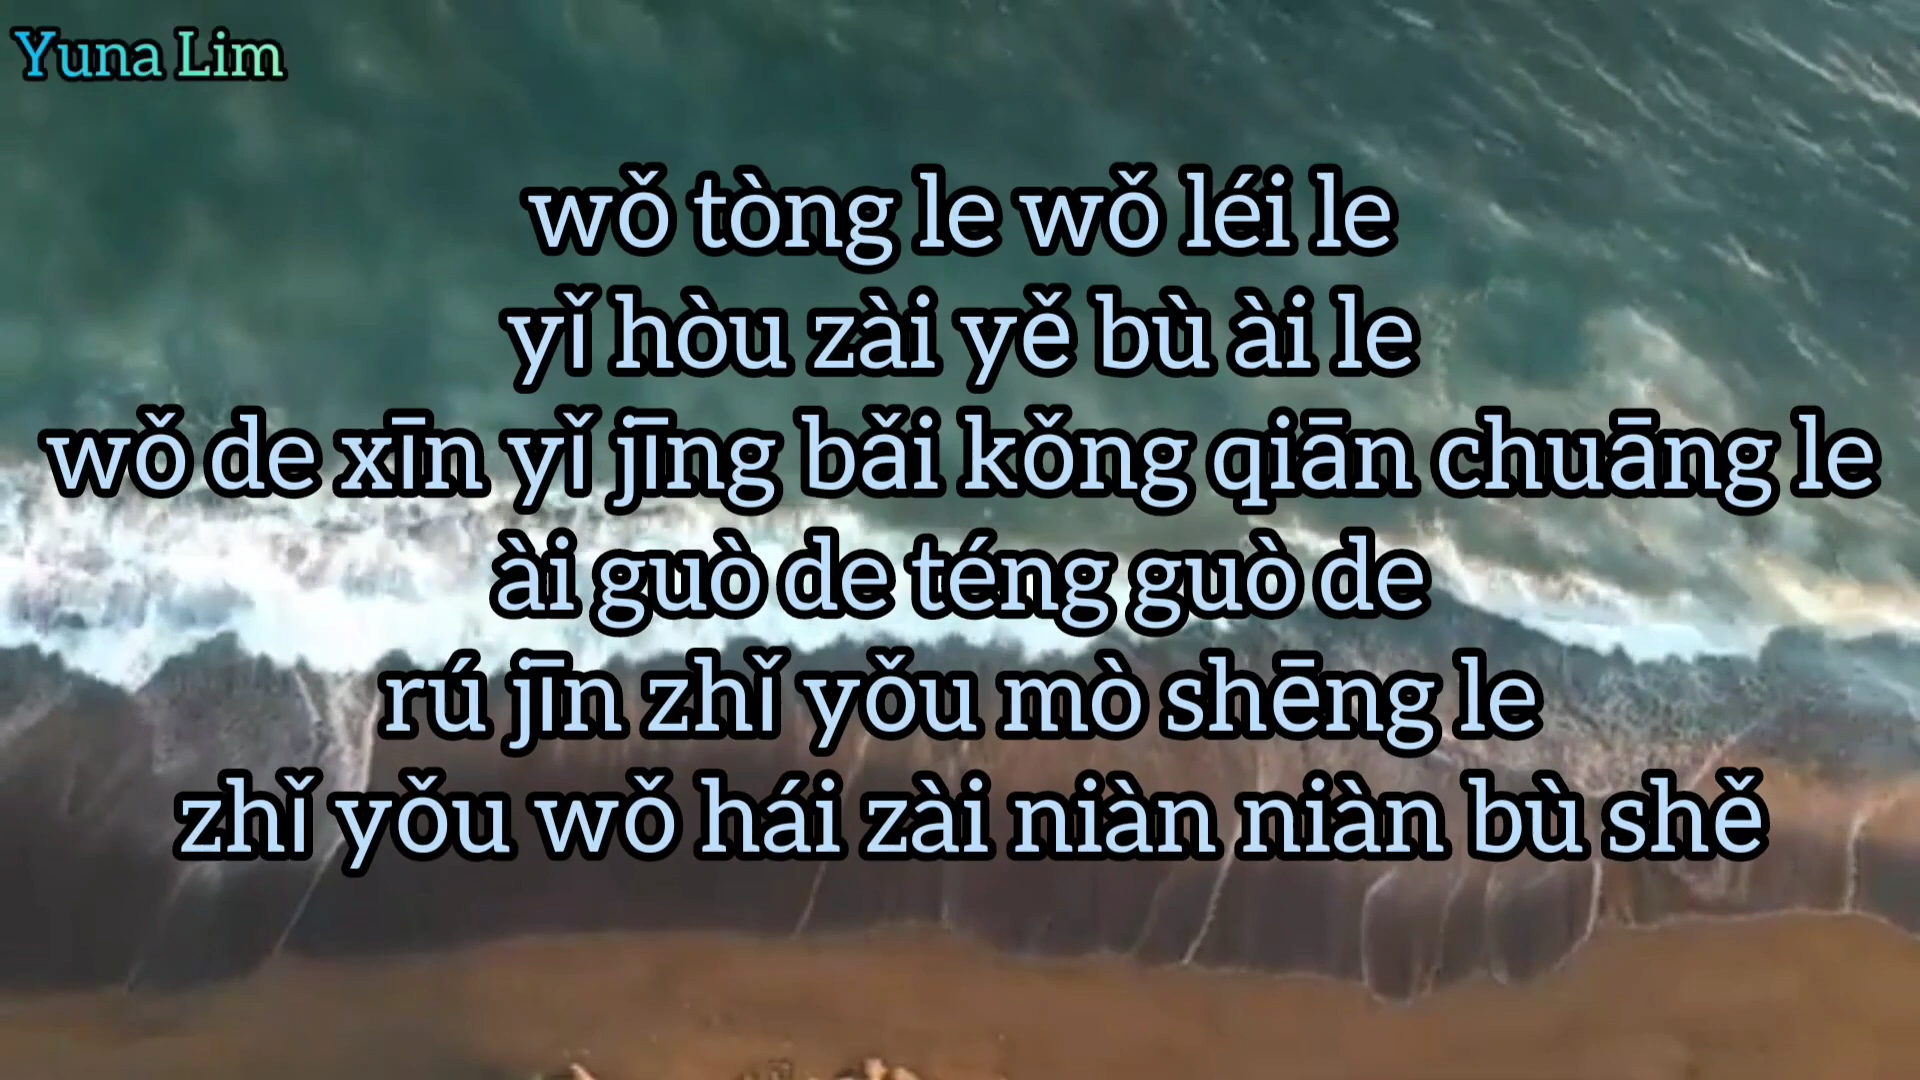 Yuna Lim
wǒ tòng le wǒ léi le
yǐ hòu zài yě bù ài le
wǒ de xīn yǐ jīng bǎi kǒng qiān chuāng le
ài guò de téng guò de
rú jīn zhǐ yǒu mò shēng le
zhǐ yǒu wǒ hái zài niàn niàn bù shě